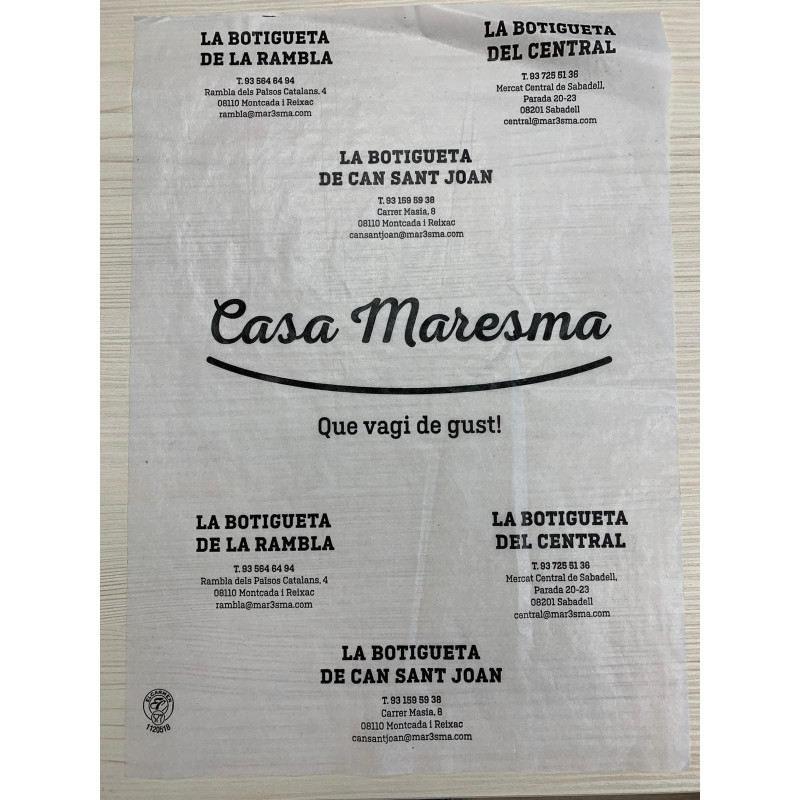 LA BOTIGUETA
DE LA RAMBLA
T. 93 564 64 94
Rambla dels Països Catalans, 4
08110 Montcada i Reixac
rambla@mar3sma.com
LA BOTIGUETA
DEL CENTRAL
T. 93 725 51 36
Mercat Central de Sabadell,
Parada 20-23
08201 Sabadell
central@mar3sma.com
LA BOTIGUETA
DE CAN SANT JOAN
T. 93 159 59 38
Carrer Masia, 8
08110 Montcada i Reixac
cansantjoan@mar3sma.com
Casa Maresma
Que vagi de gust!
LA BOTIGUETA
DE LA RAMBLA
T. 93 564 64 94
Rambla dels Països Catalans, 4
08110 Montcada i Reixac
rambla@mar3sma.com
LA BOTIGUETA
DEL CENTRAL
T. 93 725 51 36
Mercat Central de Sabadell,
Parada 20-23
08201 Sabadell
central@mar3sma.com
LA BOTIGUETA
DE CAN SANT JOAN
T. 93 159 59 38
Carrer Masia, 8
08110 Montcada i Reixac
cansantjoan@mar3sma.com
ELCARMEN
1120518